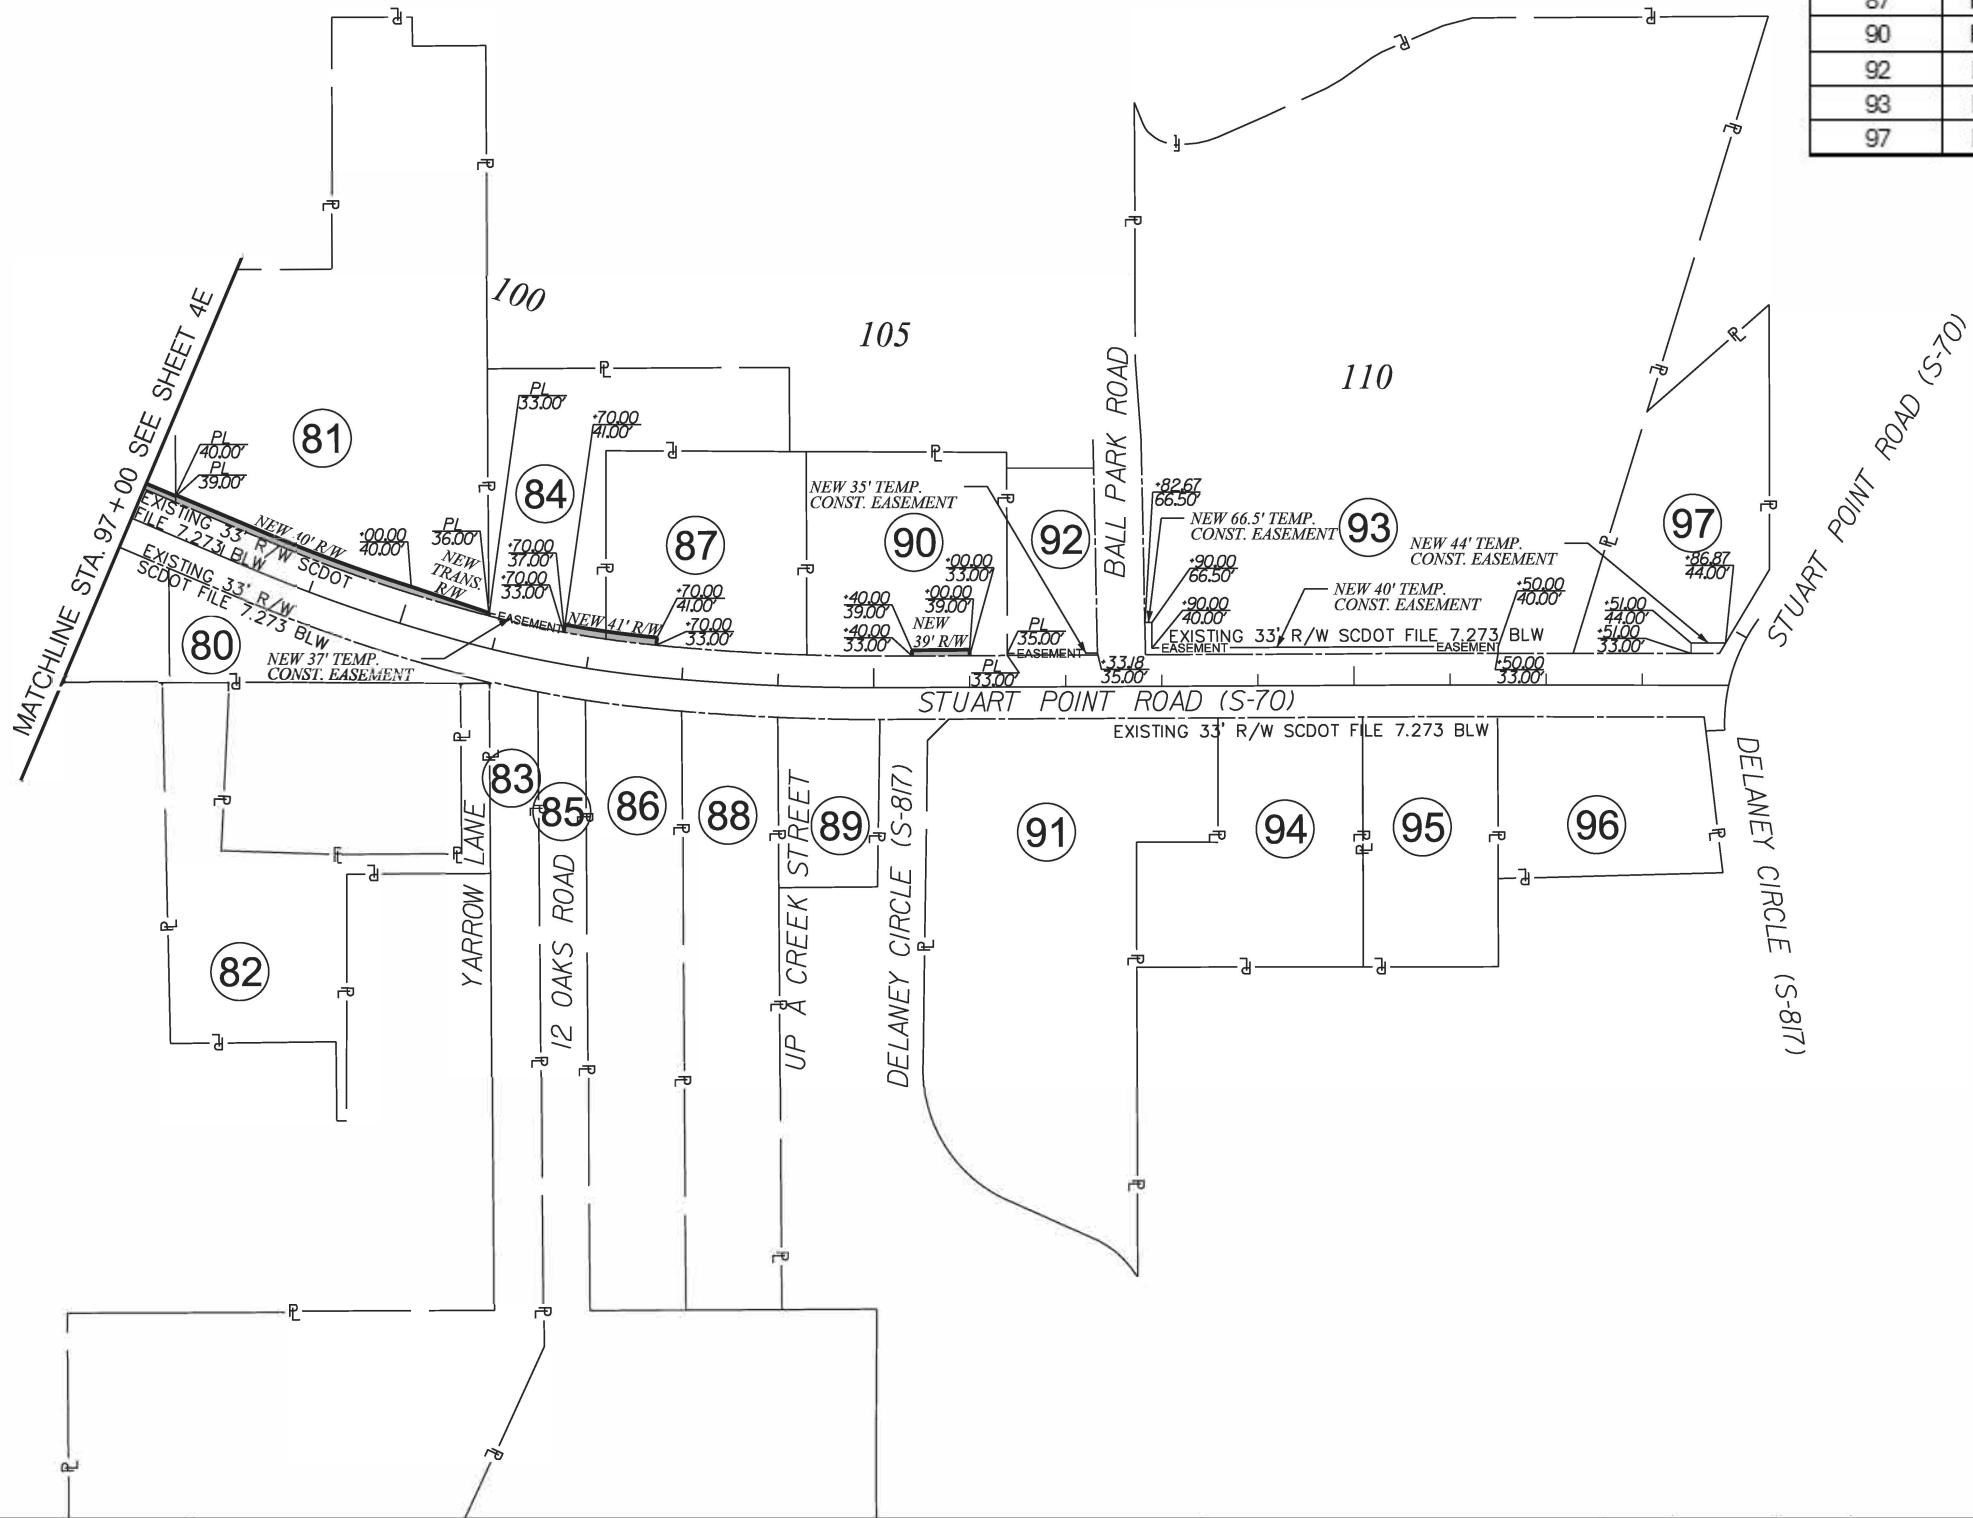 87
90
92
93
97
100
105
110
MATCHLINE STA. 97+00 SEE SHEET 4E
81
PL
40.00'
PL
39.00'
EXISTING 33' R/W SCDOT
FILE 7.273 BLW
NEW 40' R/W
+00.00
40.00'
PL
36.00'
NEW
TRANS
R/W
EXISTING 33' R/W
SCDOT FILE 7.273 BLW
80
NEW 37' TEMP.
CONST. EASEMENT
PL
33.00'
+70.00
41.00'
84
+70.00
37.00'
+70.00
33.00'
EASEMENT
NEW 41' R/W
87
+70.00
41.00'
+70.00
33.00'
NEW 35' TEMP.
CONST. EASEMENT
90
+00.00
33.00'
+00.00
39.00'
+40.00
39.00'
+40.00
33.00'
NEW
39' R/W
92
PL
35.00'
EASEMENT
PL
33.00'
+33.18
35.00'
BALL PARK ROAD
+82.67
66.50'
NEW 66.5' TEMP.
CONST. EASEMENT
93
+90.00
66.50'
+90.00
40.00'
NEW 40' TEMP.
CONST. EASEMENT
NEW 44' TEMP.
CONST. EASEMENT
EXISTING 33' R/W SCDOT FILE 7.273 BLW
EASEMENT
EASEMENT
+50.00
40.00'
+50.00
33.00'
97
+86.87
44.00'
+51.00
44.00'
+51.00
33.00'
STUART POINT ROAD (S-70)
STUART POINT ROAD (S-70)
EXISTING 33' R/W SCDOT FILE 7.273 BLW
82
YARROW LANE
83
85
12 OAKS ROAD
86
88
UP A CREEK STREET
89
DELANEY CIRCLE (S-817)
91
94
95
96
DELANEY CIRCLE (S-817)